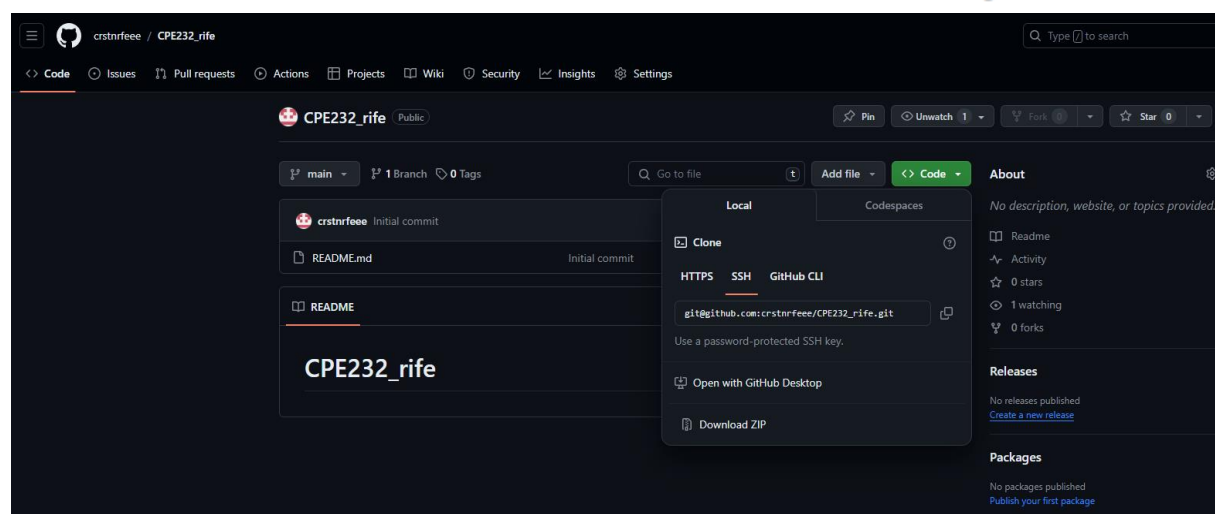 crstnrfeee / CPE232_rife
Type / to search
Code Issues Pull requests Actions Projects Wiki Security Insights Settings
CPE232_rife Public
Pin Unwatch 1 Fork 0 Star 0
main 1 Branch 0 Tags Go to file t Add file Code
About
Local Codespaces
No description, website, or topics provided.
crstnrfeee Initial commit
Clone
Readme
README.md Initial commit
Activity
HTTPS SSH GitHub CLI
0 stars
README
git@github.com:crstnrfeee/CPE232_rife.git
1 watching
0 forks
Use a password-protected SSH key.
CPE232_rife
Releases
Open with GitHub Desktop
No releases published
Create a new release
Download ZIP
Packages
No packages published
Publish your first package